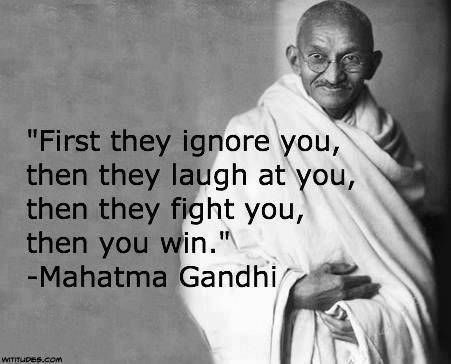 "First they ignore you,
then they laugh at you,
then they fight you,
then you win."
-Mahatma Gandhi
WITITUDES.COM